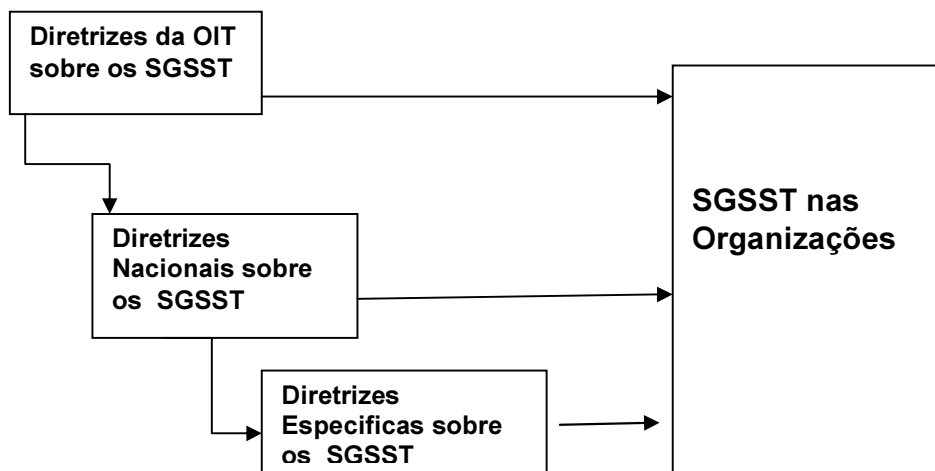 Diretrizes da OIT
sobre os SGSST
SGSST nas
Organizações
Diretrizes
Nacionais sobre
os SGSST
Diretrizes
Especificas sobre
os SGSST